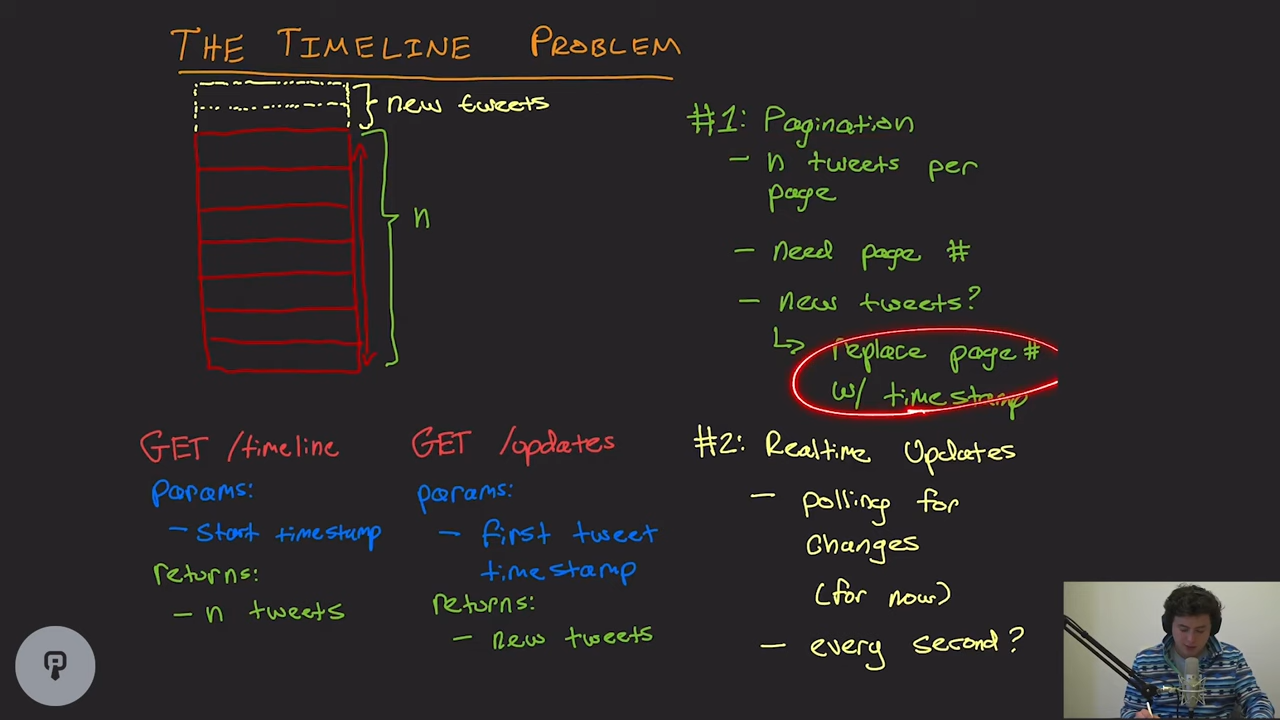 THE TIMELINE PROBLEM
new tweets
n
#1: Pagination
- n tweets per
page
- need page #
- new tweets?
↳ replace page #
w/ timestamp
GET /timeline
params:
- start timestamp
returns:
- n tweets
GET /updates
params:
- first tweet
timestamp
returns:
- new tweets
#2: Realtime Updates
- polling for
changes
(for now)
- every second?